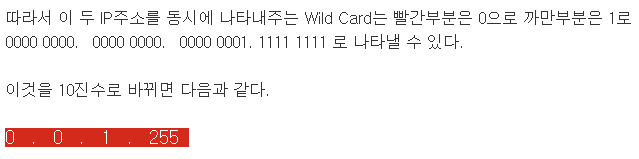 따라서 이 두 IP주소를 동시에 나타내주는 Wild Card는 빨간부분은 0으로 까만부분은 1로
0000 0000. 0000 0000. 0000 0001. 1111 1111 로 나타낼 수 있다.
이것을 10진수로 바뀌면 다음과 같다.
0 . 0 . 1 . 255